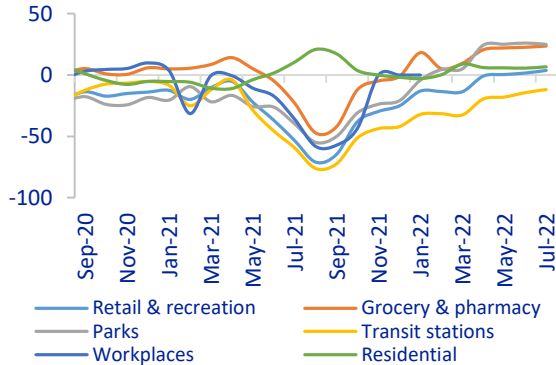 50
0
-50
-100
Sep-20
Nov-20
Jan-21
Mar-21
May-21
Jul-21
Sep-21
Nov-21
Jan-22
Mar-22
May-22
Jul-22
Retail & recreation
Grocery & pharmacy
Parks
Transit stations
Workplaces
Residential